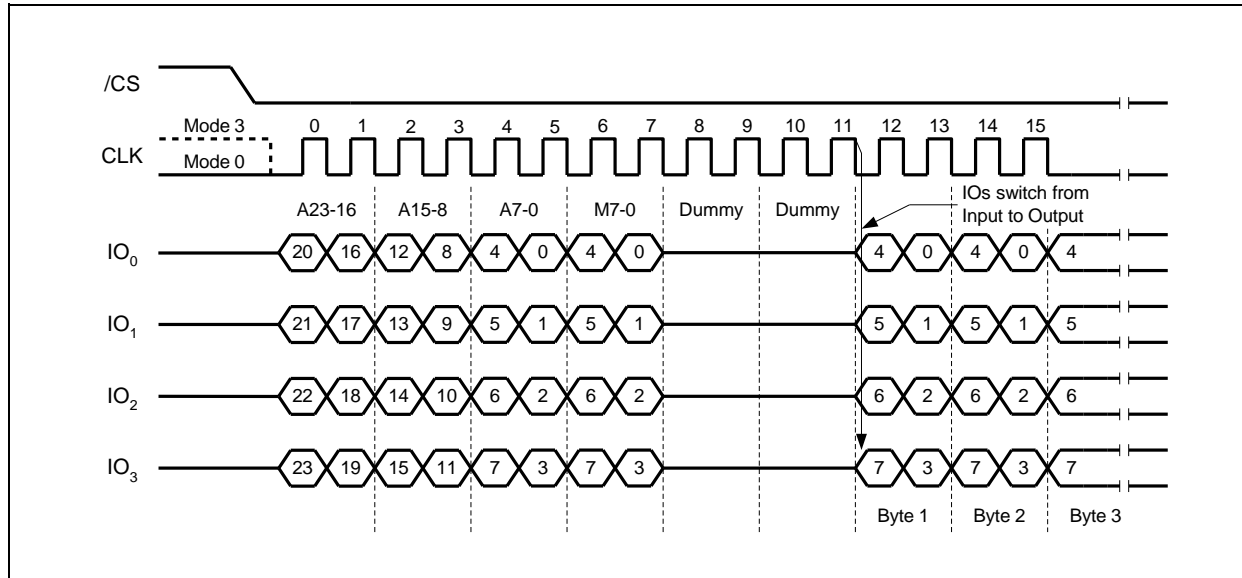 /CS
Mode 3 0 1 2 3 4 5 6 7 8 9 10 11 12 13 14 15
CLK
Mode 0
A23-16 A15-8 A7-0 M7-0 Dummy Dummy
IOs switch from
Input to Output
IO0 20 16 12 8 4 0 4 0 4 0 4 0 4
IO1 21 17 13 9 5 1 5 1 5 1 5 1 5
IO2 22 18 14 10 6 2 6 2 6 2 6 2 6
IO3 23 19 15 11 7 3 7 3 7 3 7 3 7
Byte 1 Byte 2 Byte 3